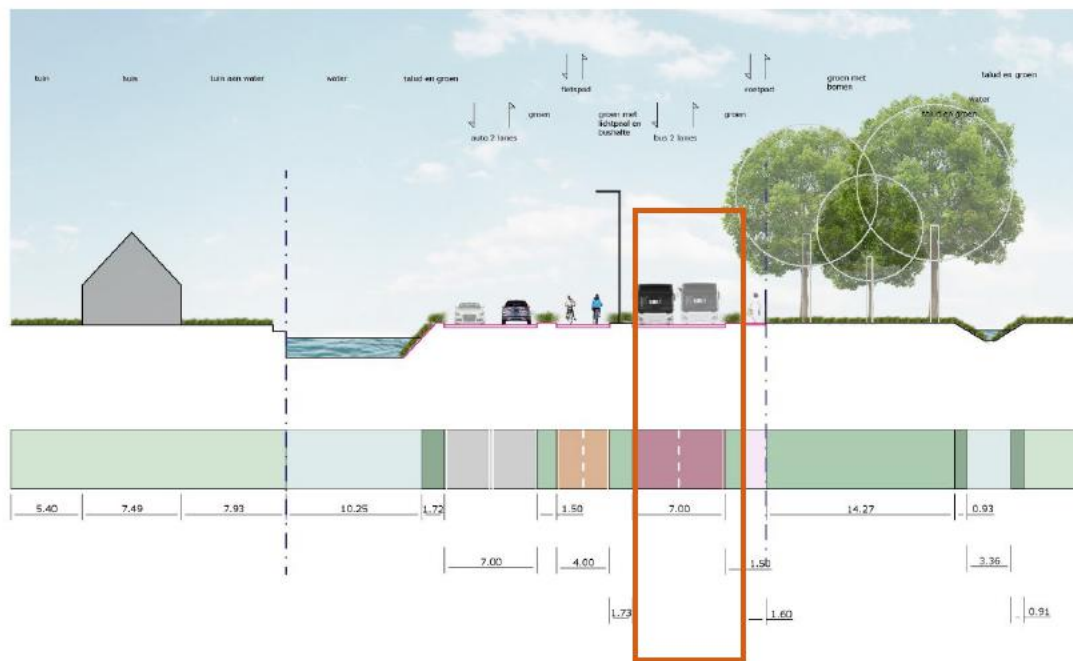 tuin
huis
tuin aan water
water
talud en groen
auto 2 lanes
groen
fietspad
groen met
lichtpaal en
bushalte
bus 2 lanes
groen
voetpad
groen met
bomen
talud en groen
water
talud en groen
5.40
7.49
7.93
10.25
1.72
1.50
7.00
14.27
0.93
7.00
4.00
1.50
3.36
1.73
1.60
0.91